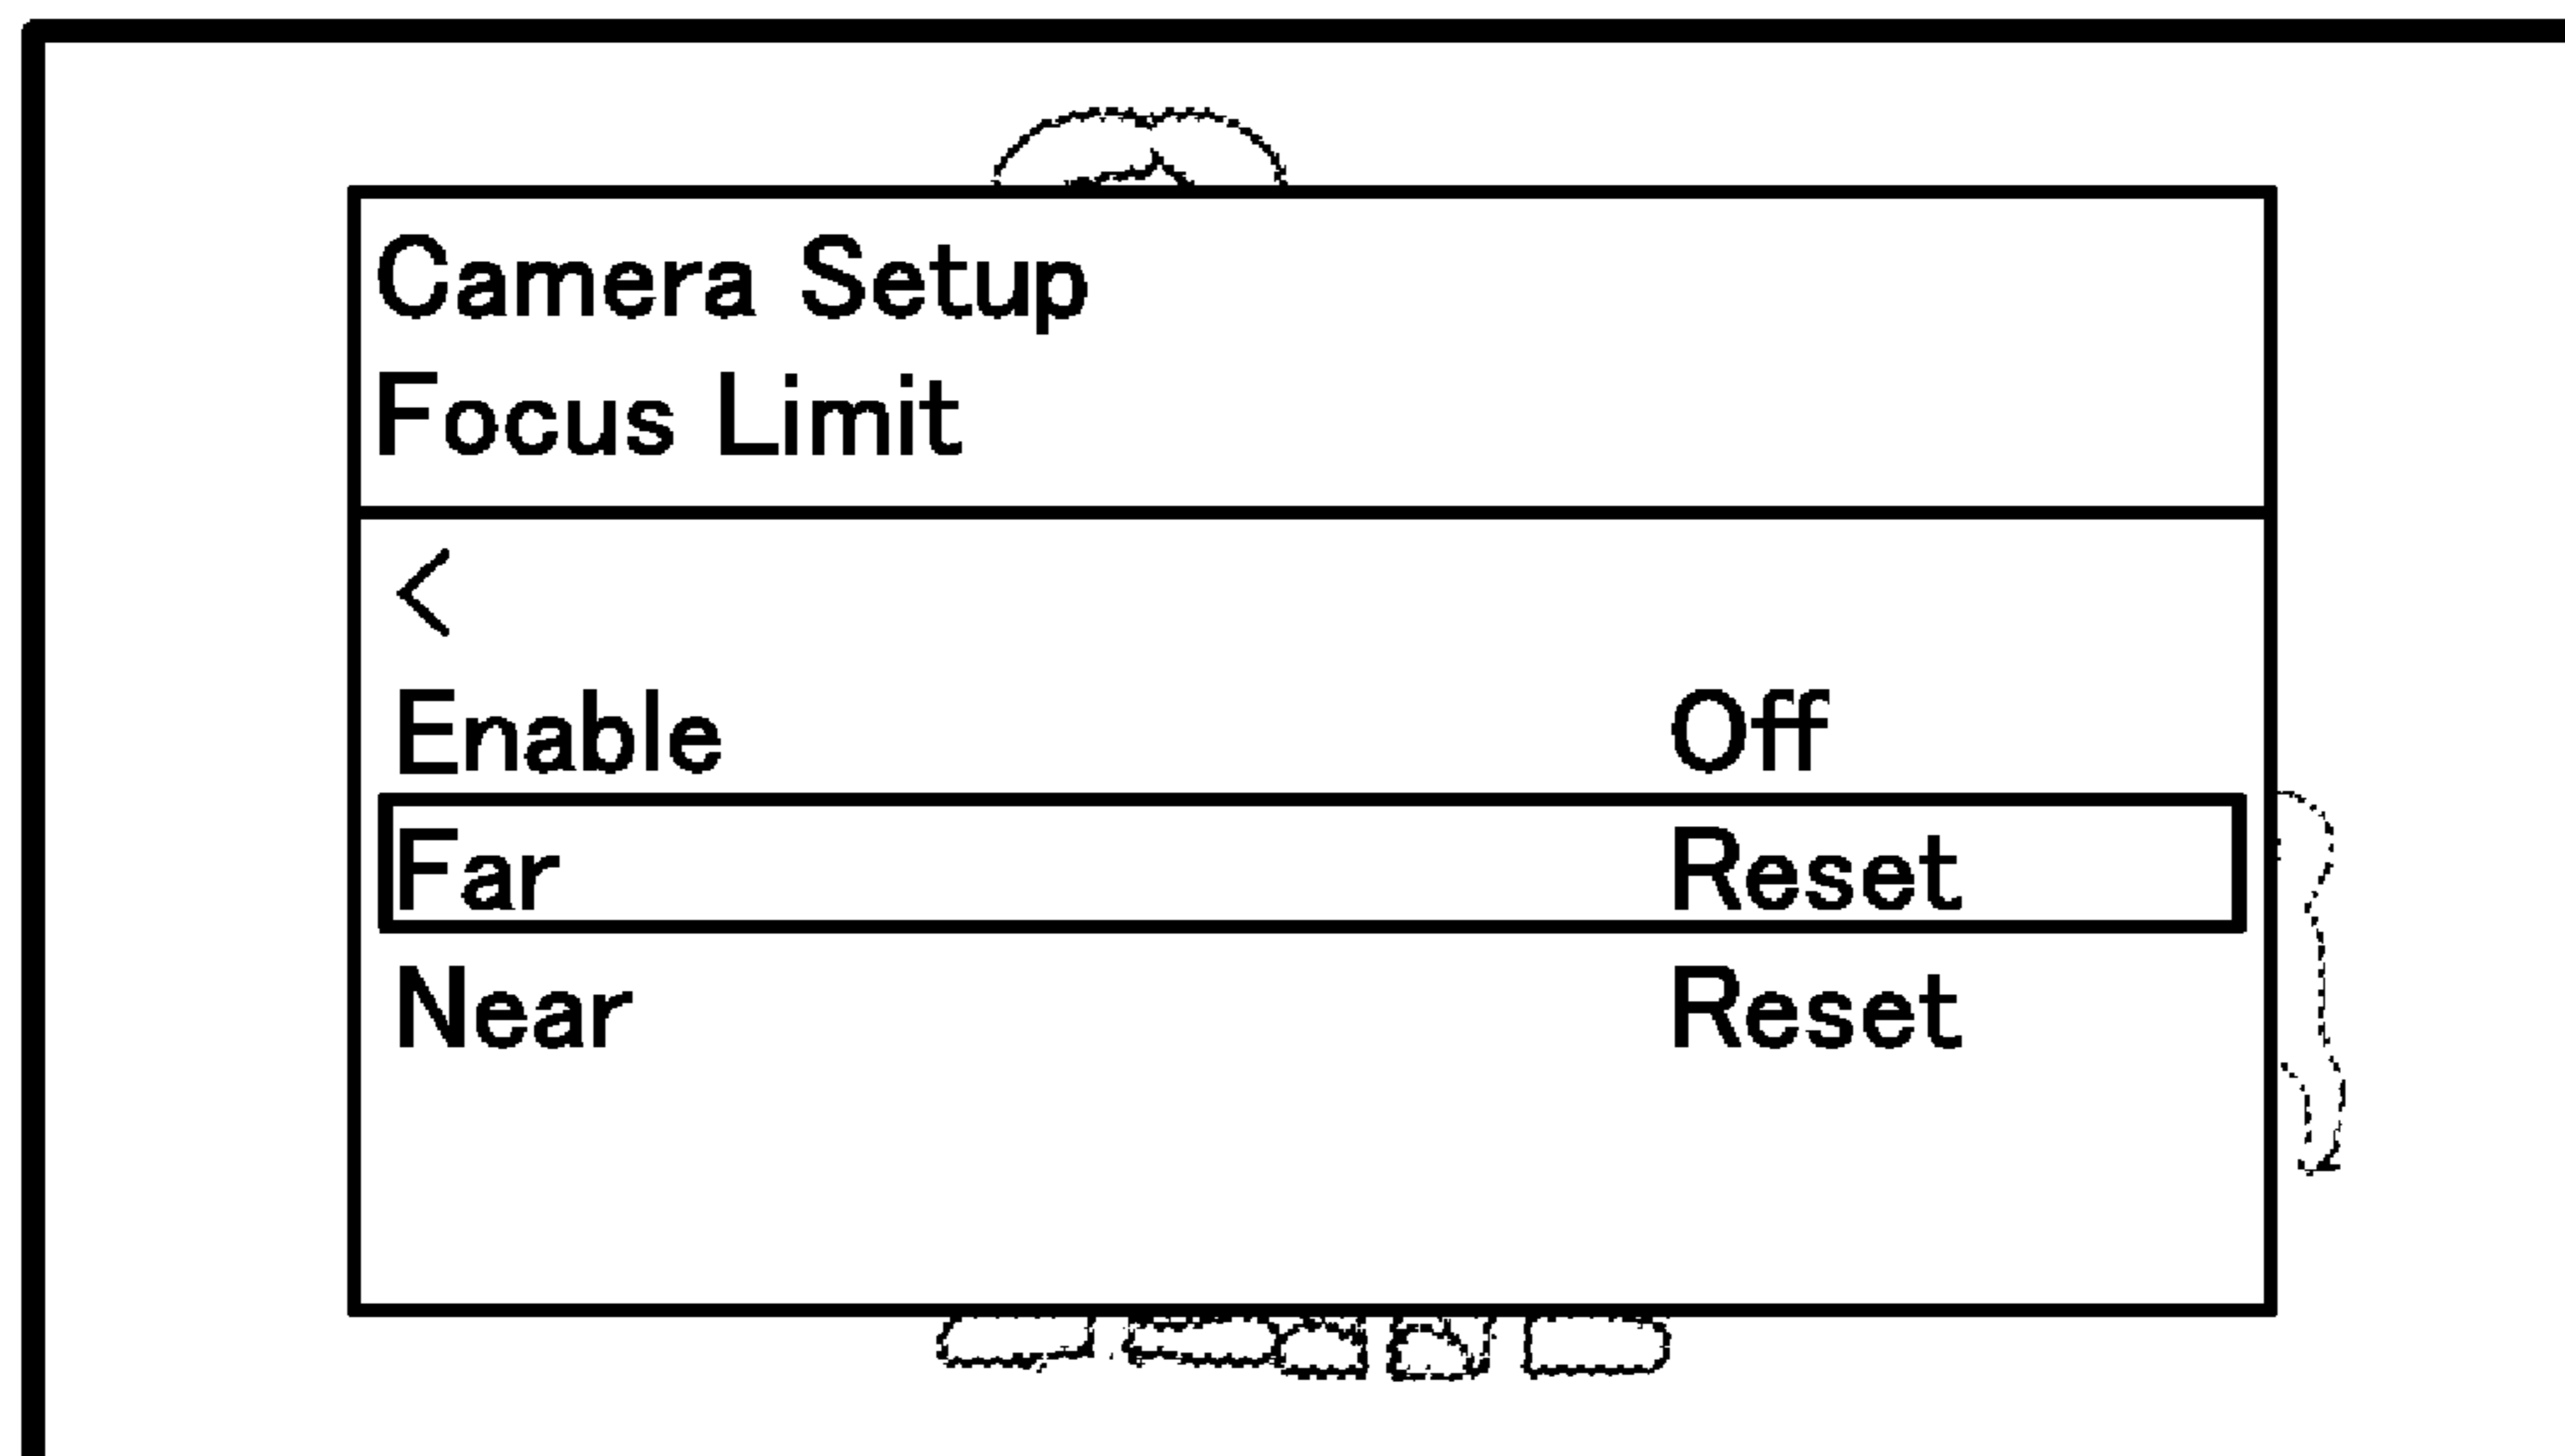 Camera Setup
Focus Limit
<
Enable Off
Far Reset
Near Reset